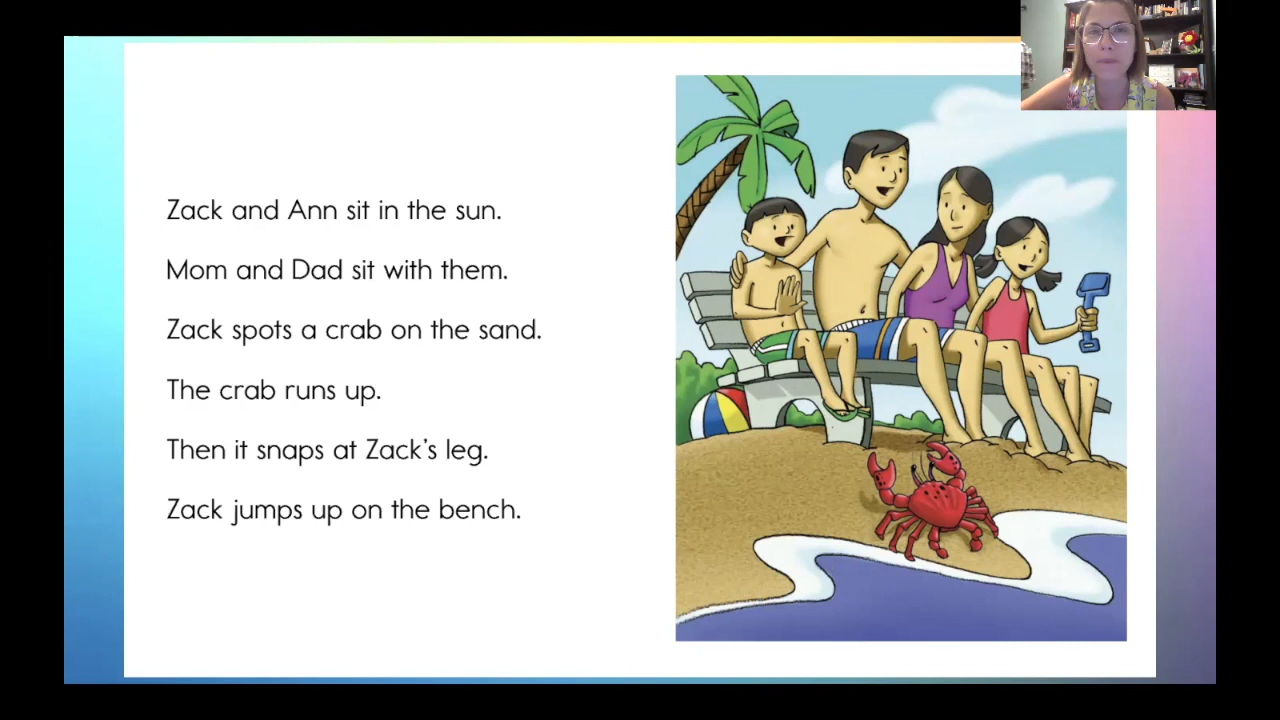 Zack and Ann sit in the sun.
Mom and Dad sit with them.
Zack spots a crab on the sand.
The crab runs up.
Then it snaps at Zack’s leg.
Zack jumps up on the bench.